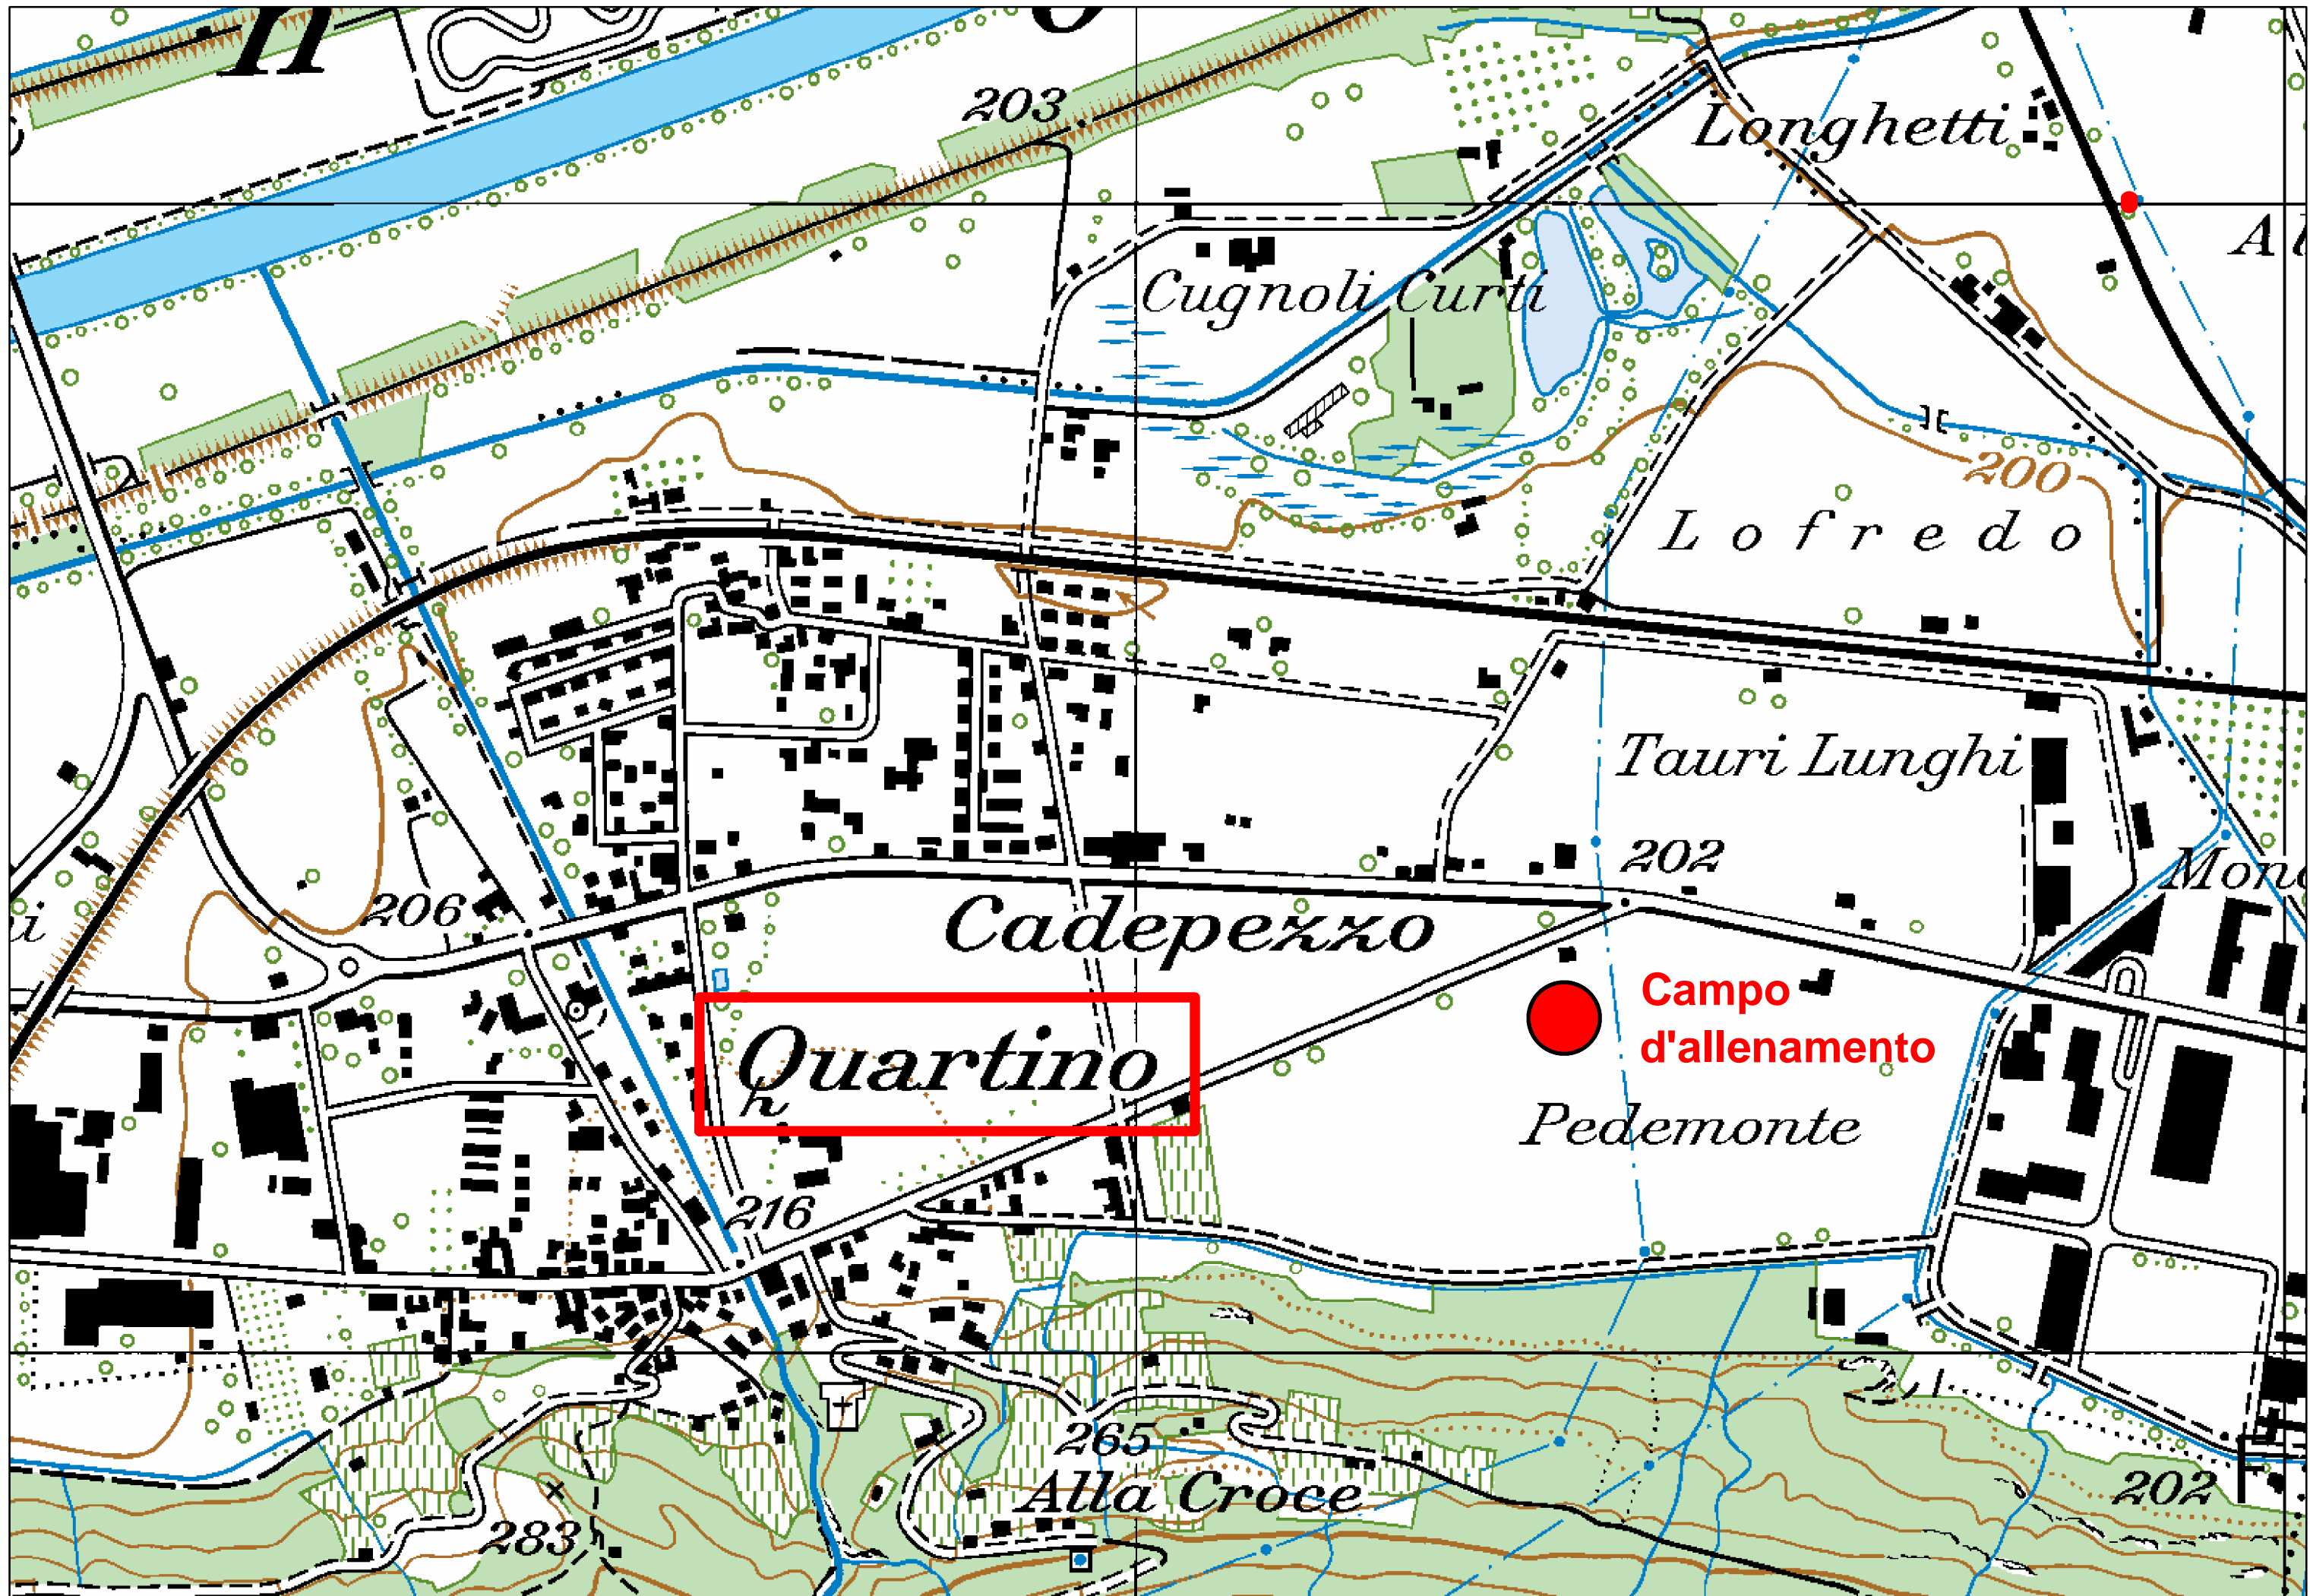 203
Longhetti
Cugnoli Curti
200
Lofredo
Tauri Lunghi
202
206
Cadepezzo
Campo
d'allenamento
Quartino
Pedemonte
216
265
Alla Croce
202
283